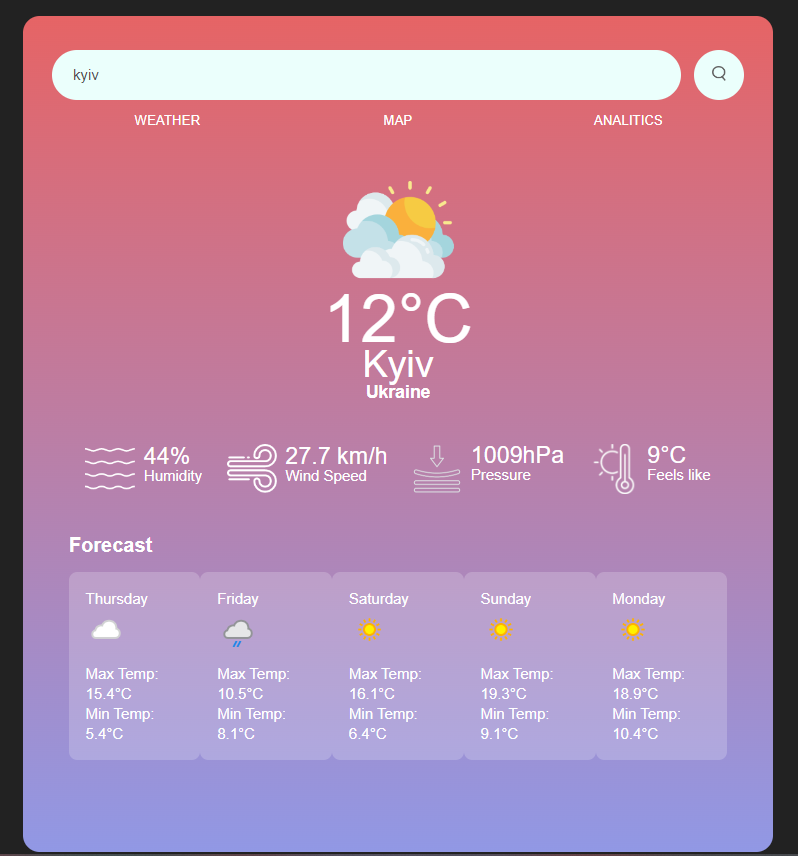 kyiv
WEATHER MAP ANALITICS
12°C
Kyiv
Ukraine
44% 27.7 km/h 1009hPa 9°C
Humidity Wind Speed Pressure Feels like
Forecast
Thursday Friday Saturday Sunday Monday
Max Temp: Max Temp: Max Temp: Max Temp: Max Temp:
15.4°C 10.5°C 16.1°C 19.3°C 18.9°C
Min Temp: Min Temp: Min Temp: Min Temp: Min Temp:
5.4°C 8.1°C 6.4°C 9.1°C 10.4°C